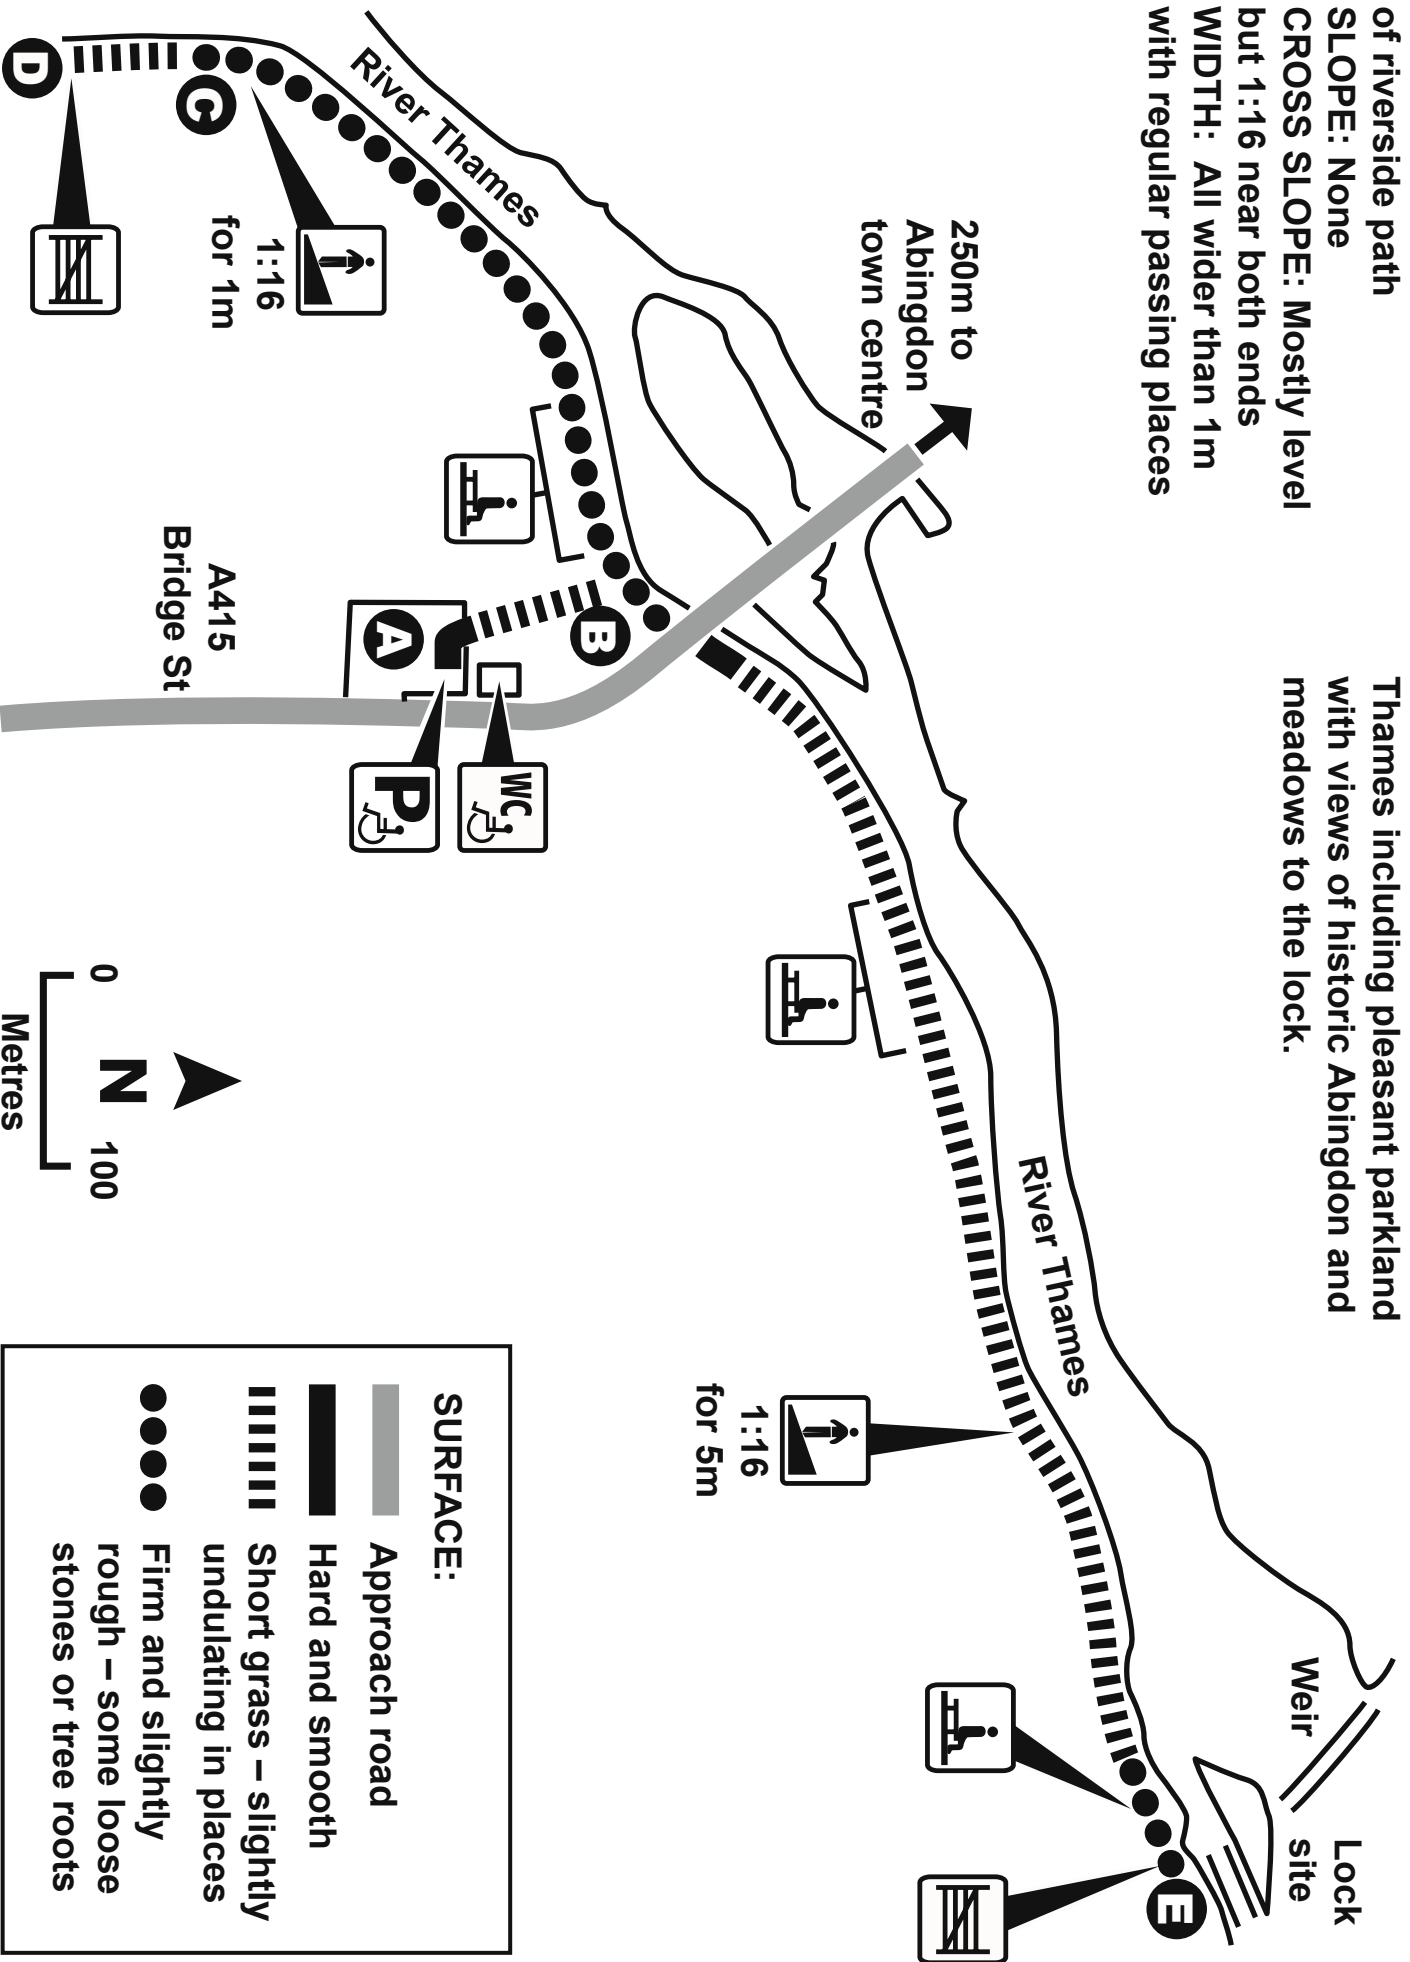 of riverside path
SLOPE: None
CROSS SLOPE: Mostly level
but 1:16 near both ends
WIDTH: All wider than 1m
with regular passing places
Thames including pleasant parkland
with views of historic Abingdon and
meadows to the lock.
250m to
Abingdon
town centre
River Thames
River Thames
Weir
Lock
site
D
C
B
A
E
1:16
for 1m
1:16
for 5m
A415
Bridge St
WC
P
N
0
100
Metres
SURFACE:
Approach road
Hard and smooth
Short grass – slightly
undulating in places
Firm and slightly
rough – some loose
stones or tree roots